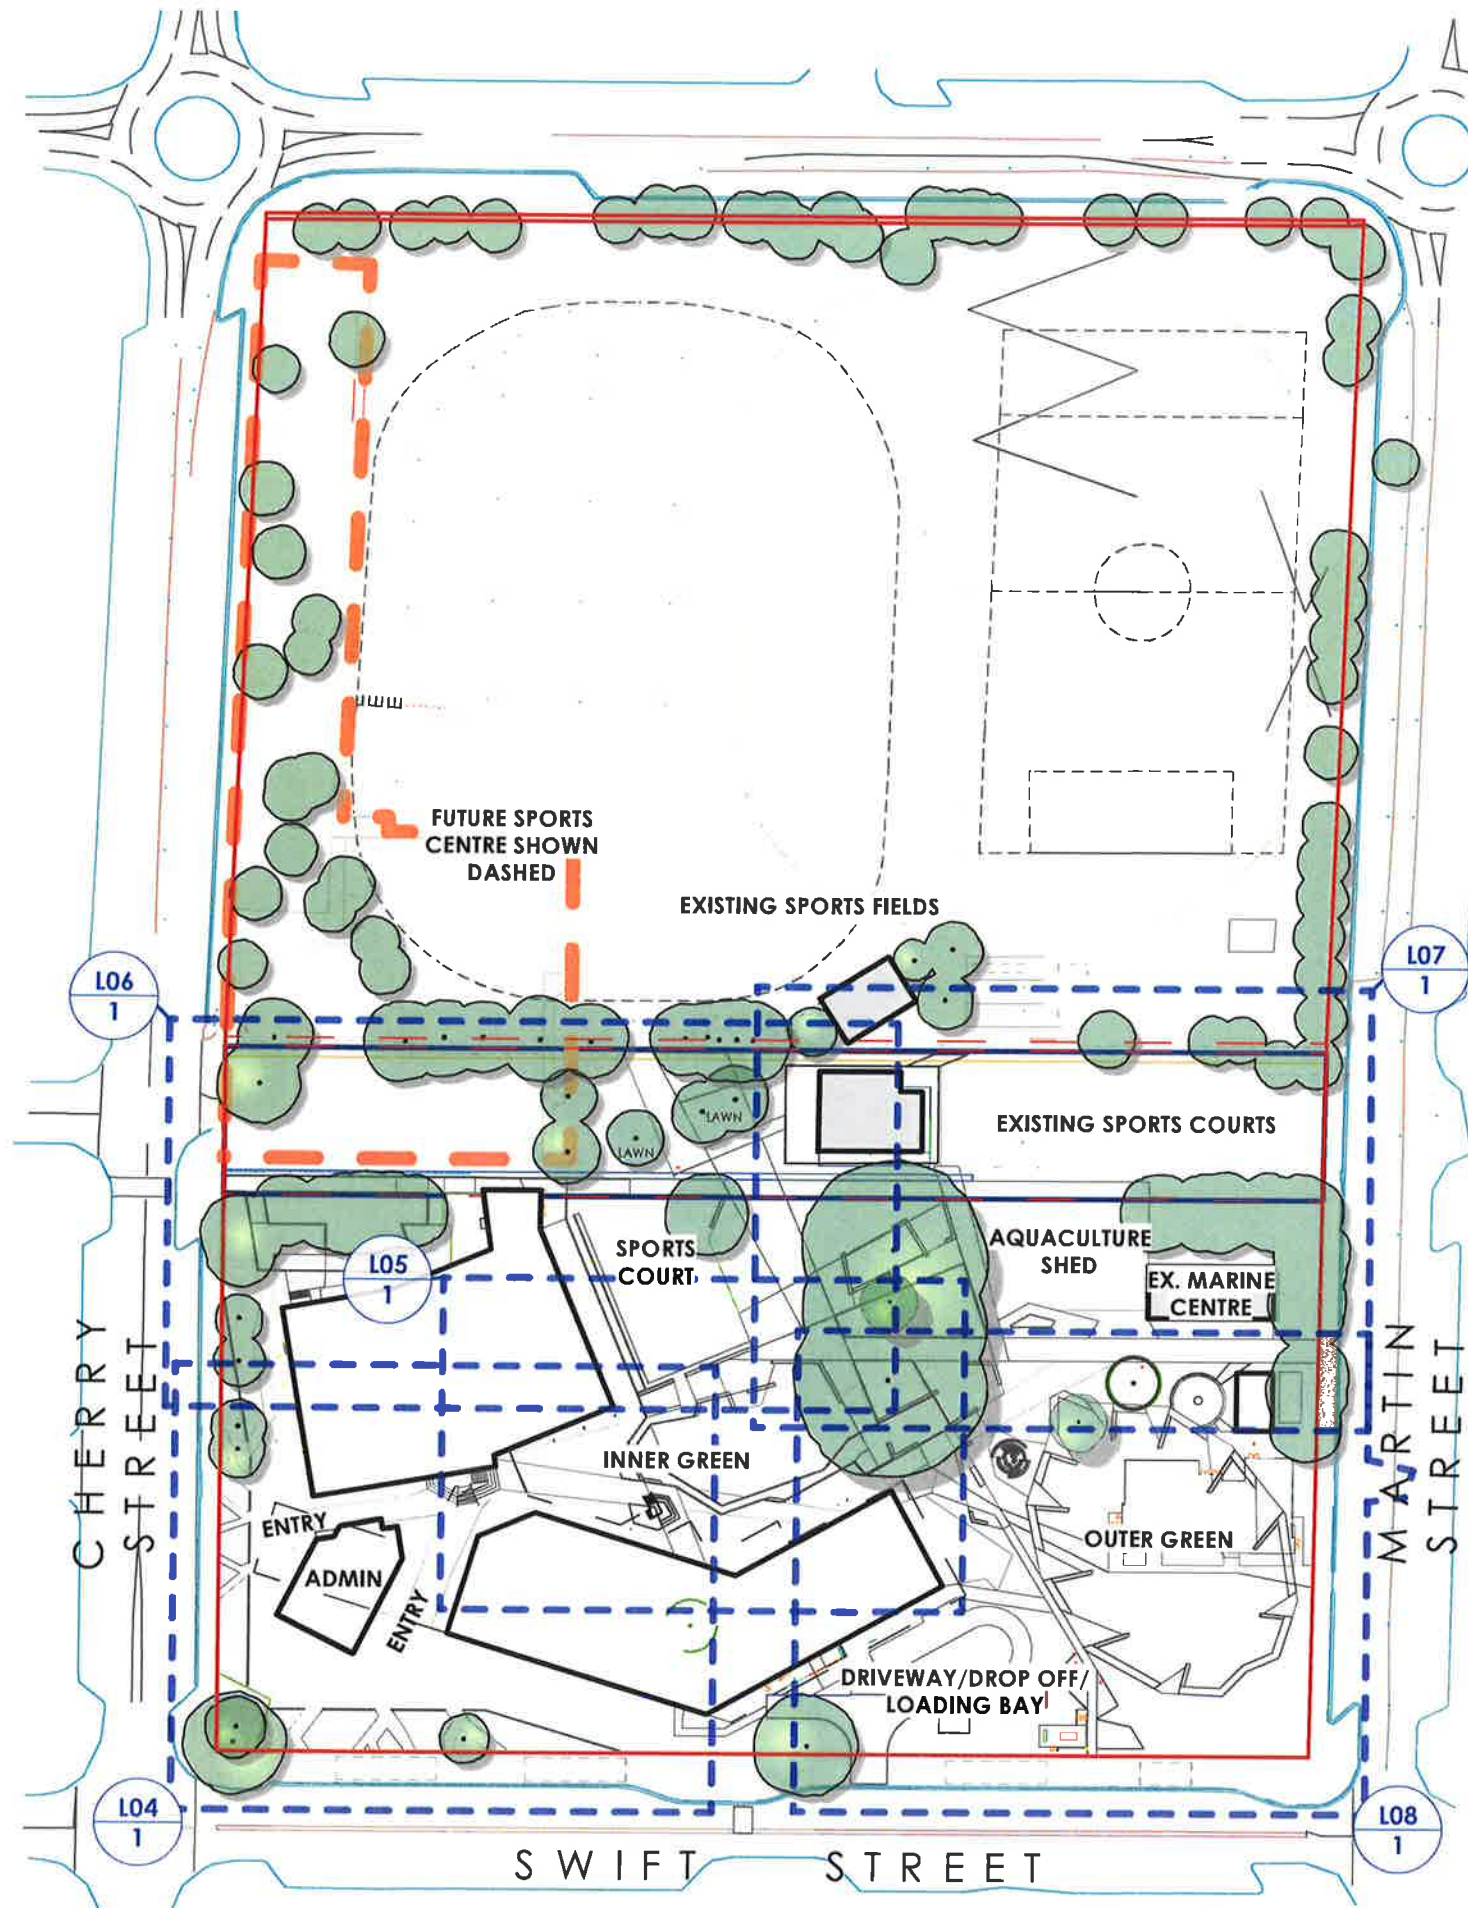 FUTURE SPORTS
CENTRE SHOWN
DASHED
EXISTING SPORTS FIELDS
L06
1
L07
1
LAWN
LAWN
EXISTING SPORTS COURTS
SPORTS
COURT
AQUACULTURE
SHED
L05
1
EX. MARINE
CENTRE
CHERRY
STREET
MARTIN
STREET
INNER GREEN
ENTRY
ADMIN
ENTRY
OUTER GREEN
DRIVEWAY/DROP OFF/
LOADING BAY
L04
1
L08
1
SWIFT STREET